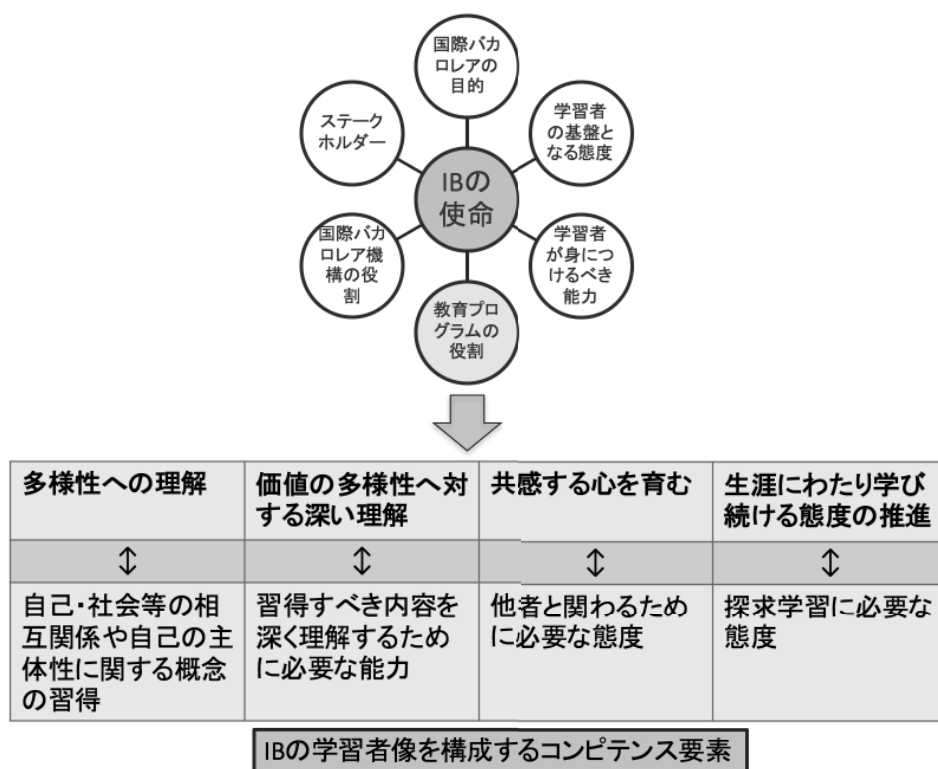 国際バカ
ロレアの
目的
ステーク
ホルダー
学習者
の基盤と
なる態度
IBの
使命
国際バカ
ロレア機
構の役
割
学習者
が身につ
けるべき
能力
教育プロ
グラムの
役割
多様性への理解
価値の多様性へ対
する深い理解
共感する心を育む
生涯にわたり学び
続ける態度の推進
↕
↕
↕
↕
自己・社会等の相
互関係や自己の主
体性に関する概念
の習得
習得すべき内容を
深く理解するため
に必要な能力
他者と関わるため
に必要な態度
探求学習に必要な
態度
IBの学習者像を構成するコンピテンス要素